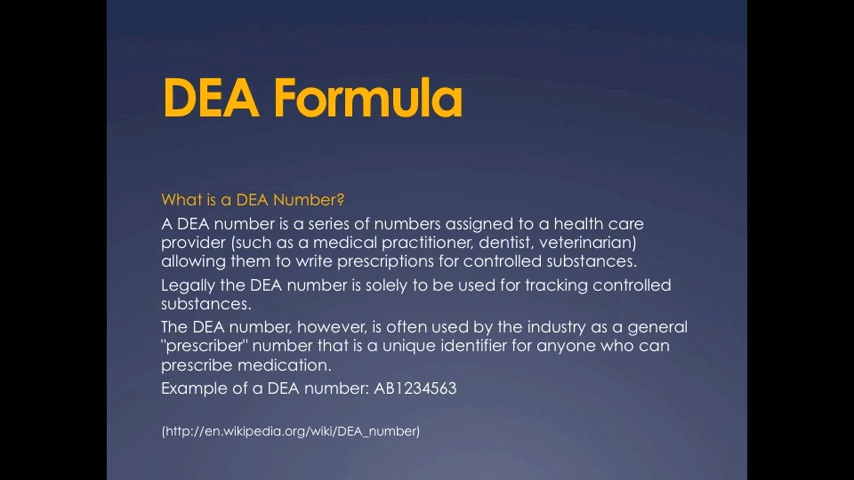 DEA Formula
What is a DEA Number?
A DEA number is a series of numbers assigned to a health care
provider (such as a medical practitioner, dentist, veterinarian)
allowing them to write prescriptions for controlled substances.
Legally the DEA number is solely to be used for tracking controlled
substances.
The DEA number, however, is often used by the industry as a general
"prescriber" number that is a unique identifier for anyone who can
prescribe medication.
Example of a DEA number: AB1234563
(http://en.wikipedia.org/wiki/DEA_number)